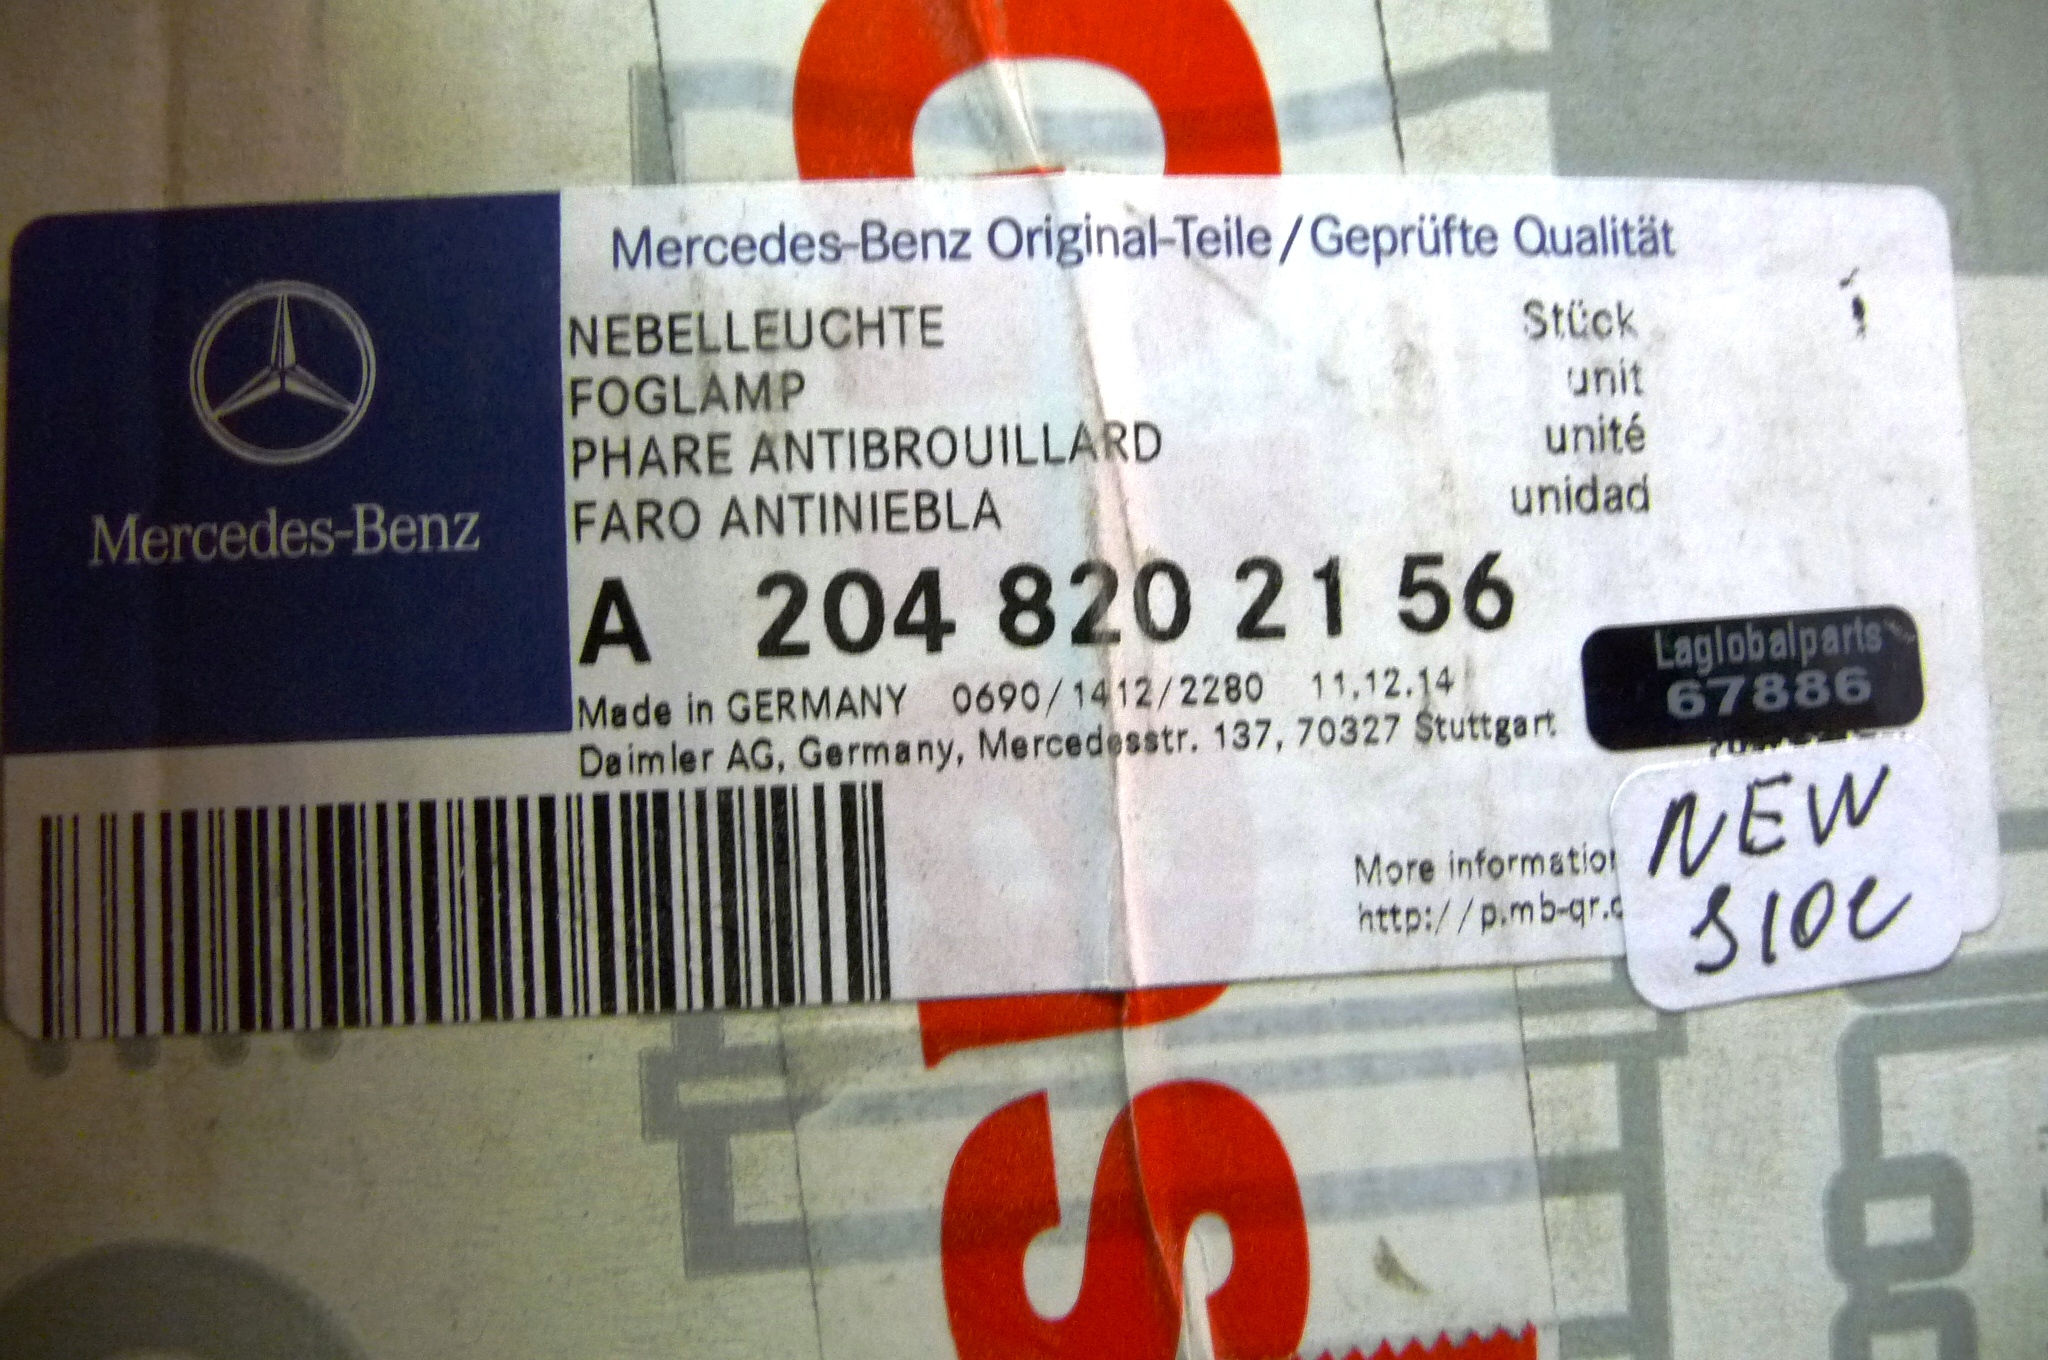 Mercedes-Benz Original-Teile/Geprüfte Qualität
Mercedes-Benz
NEBELLEUCHTE
FOGLAMP
PHARE ANTIBROUILLARD
FARO ANTINIEBLA
Stück
unit
unité
unidad
A 204 820 21 56
Made in GERMANY 0690/1412/2280 11.12.14
Daimler AG, Germany, Mercedesstr. 137, 70327 Stuttgart
Laglobalparts
67886
More information
http://p.mb-qr.c
NEW
S10C